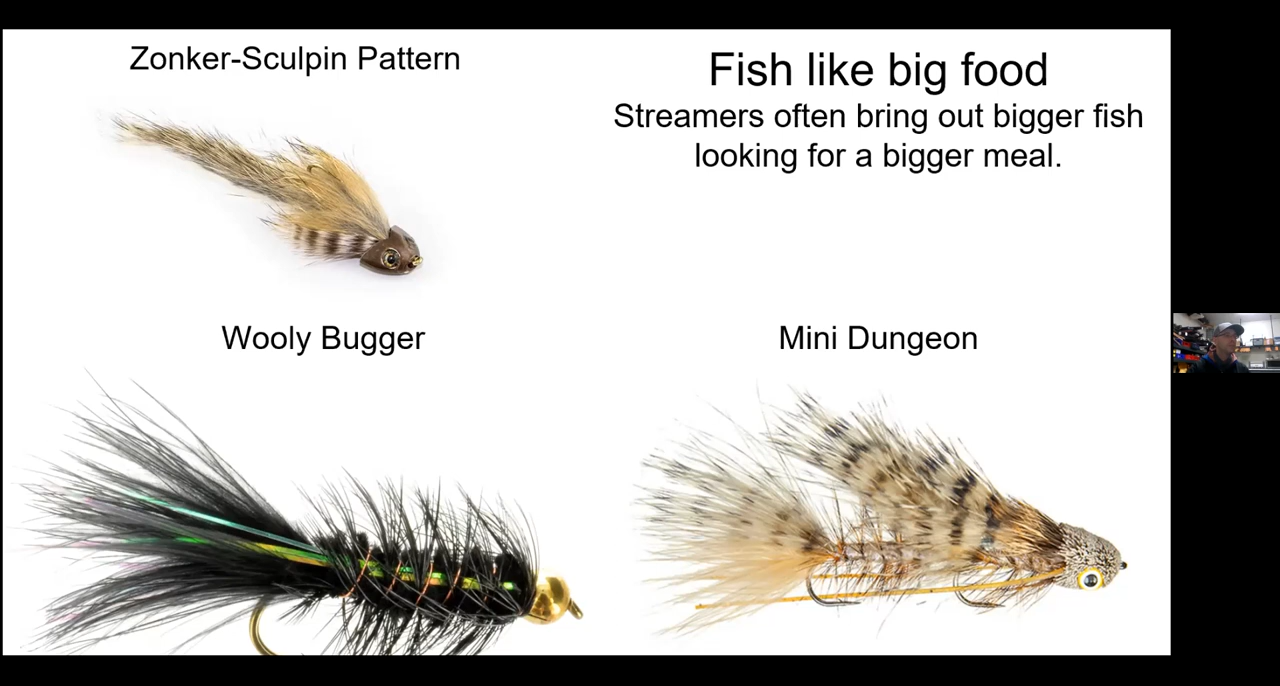 Zonker-Sculpin Pattern
Fish like big food
Streamers often bring out bigger fish
looking for a bigger meal.
Wooly Bugger
Mini Dungeon